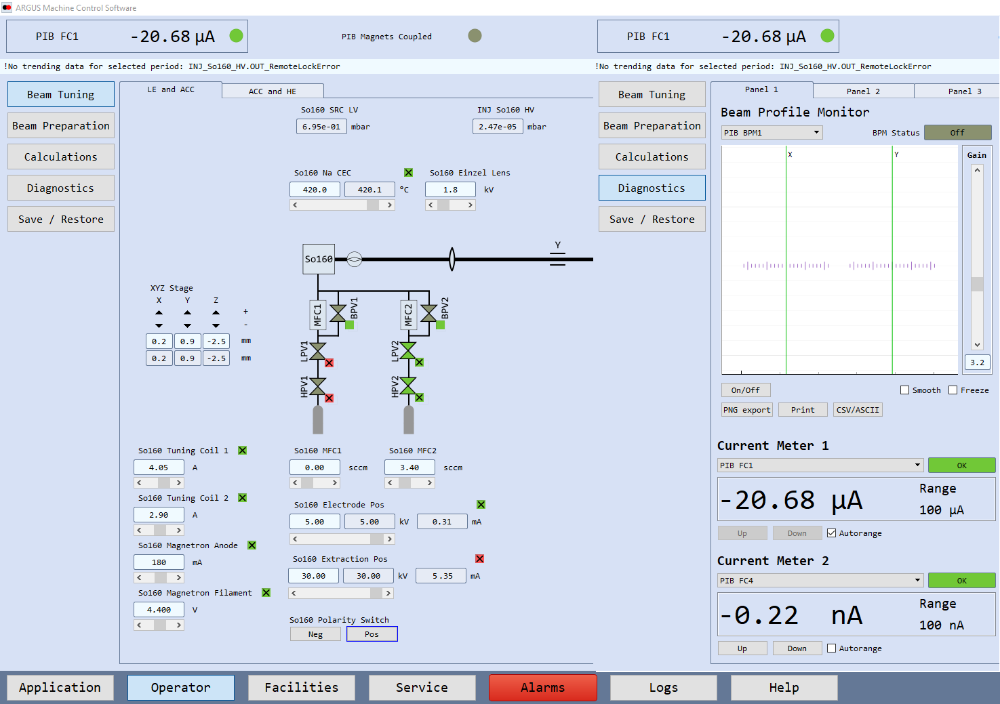 ARGUS Machine Control Software
PIB FC1 -20.68 µA
PIB Magnets Coupled
PIB FC1 -20.68 µA
!No trending data for selected period: INJ_So160_HV.OUT_RemoteLockError
!No trending data for selected period: INJ_So160_HV.OUT_RemoteLockError
Beam Tuning
Beam Preparation
Calculations
Diagnostics
Save / Restore
LE and ACC
ACC and HE
So160 SRC LV
6.95e-01 mbar
INJ So160 HV
2.47e-05 mbar
So160 Na CEC
420.0 420.1 °C
So160 Einzel Lens
1.8 kV
So160
Y
XYZ Stage
X Y Z
+
-
0.2 0.9 -2.5 mm
0.2 0.9 -2.5 mm
MFC1
BPV1
LPV1
HPV1
MFC2
BPV2
LPV2
HPV2
So160 Tuning Coil 1
4.05 A
So160 Tuning Coil 2
2.90 A
So160 Magnetron Anode
180 mA
So160 Magnetron Filament
4.400 V
So160 MFC1
0.00 sccm
So160 MFC2
3.40 sccm
So160 Electrode Pos
5.00 5.00 kV 0.31 mA
So160 Extraction Pos
30.00 30.00 kV 5.35 mA
So160 Polarity Switch
Neg Pos
Beam Tuning
Beam Preparation
Calculations
Diagnostics
Save / Restore
Panel 1
Panel 2
Panel 3
Beam Profile Monitor
PIB BPM1
BPM Status Off
X
Y
Gain
3.2
On/Off
Smooth
Freeze
PNG export
Print
CSV/ASCII
Current Meter 1
PIB FC1
OK
-20.68 µA
Range
100 µA
Up
Down
Autorange
Current Meter 2
PIB FC4
OK
-0.22 nA
Range
100 nA
Up
Down
Autorange
Application
Operator
Facilities
Service
Alarms
Logs
Help